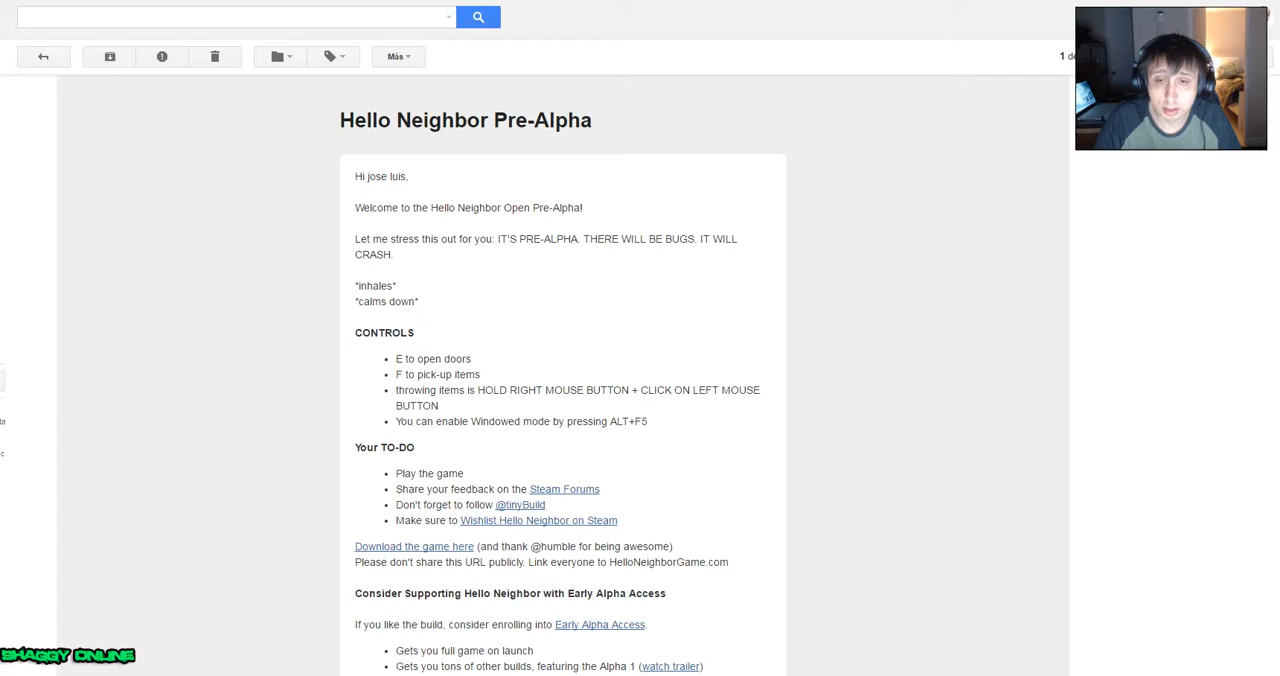 Más
1 de
Hello Neighbor Pre-Alpha
Hi jose luis,
Welcome to the Hello Neighbor Open Pre-Alpha!
Let me stress this out for you: IT'S PRE-ALPHA. THERE WILL BE BUGS. IT WILL
CRASH.
*inhales*
*calms down*
CONTROLS
• E to open doors
• F to pick-up items
• throwing items is HOLD RIGHT MOUSE BUTTON + CLICK ON LEFT MOUSE
BUTTON
• You can enable Windowed mode by pressing ALT+F5
Your TO-DO
• Play the game
• Share your feedback on the Steam Forums
• Don't forget to follow @tinyBuild
• Make sure to Wishlist Hello Neighbor on Steam
Download the game here (and thank @humble for being awesome)
Please don't share this URL publicly. Link everyone to HelloNeighborGame.com
Consider Supporting Hello Neighbor with Early Alpha Access
If you like the build, consider enrolling into Early Alpha Access.
• Gets you full game on launch
• Gets you tons of other builds, featuring the Alpha 1 (watch trailer)
SHAGGY ONLINE